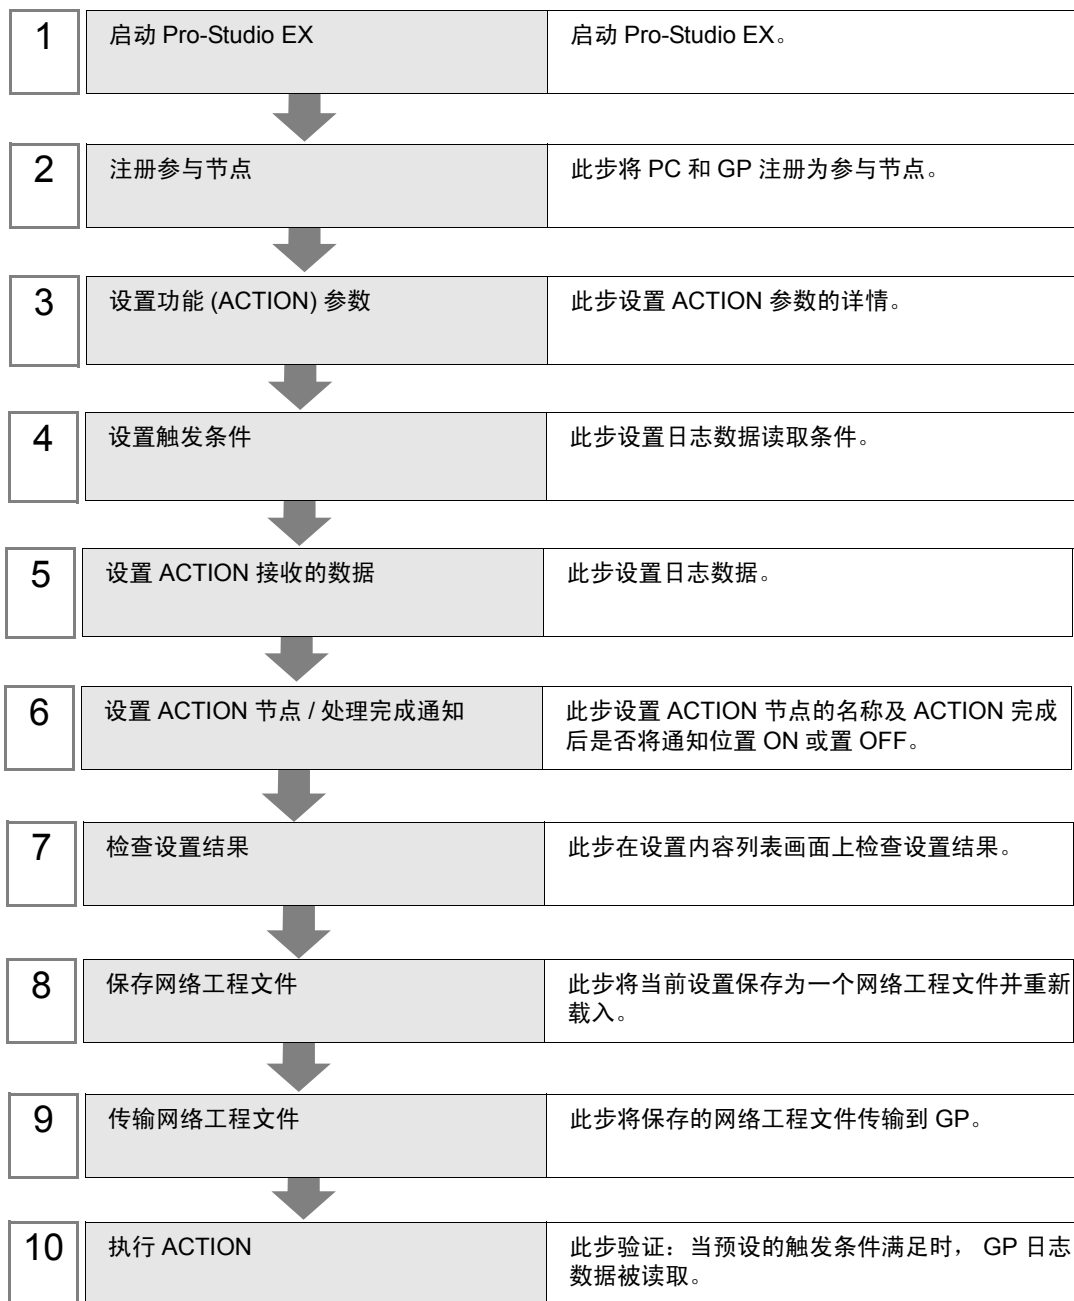 1
启动 Pro-Studio EX
启动 Pro-Studio EX。
2
注册参与节点
此步将 PC 和 GP 注册为参与节点。
3
设置功能 (ACTION) 参数
此步设置 ACTION 参数的详情。
4
设置触发条件
此步设置日志数据读取条件。
5
设置 ACTION 接收的数据
此步设置日志数据。
6
设置 ACTION 节点 / 处理完成通知
此步设置 ACTION 节点的名称及 ACTION 完成
后是否将通知位置 ON 或置 OFF。
7
检查设置结果
此步在设置内容列表画面上检查设置结果。
8
保存网络工程文件
此步将当前设置保存为一个网络工程文件并重新
载入。
9
传输网络工程文件
此步将保存的网络工程文件传输到 GP。
10
执行 ACTION
此步验证：当预设的触发条件满足时， GP 日志
数据被读取。